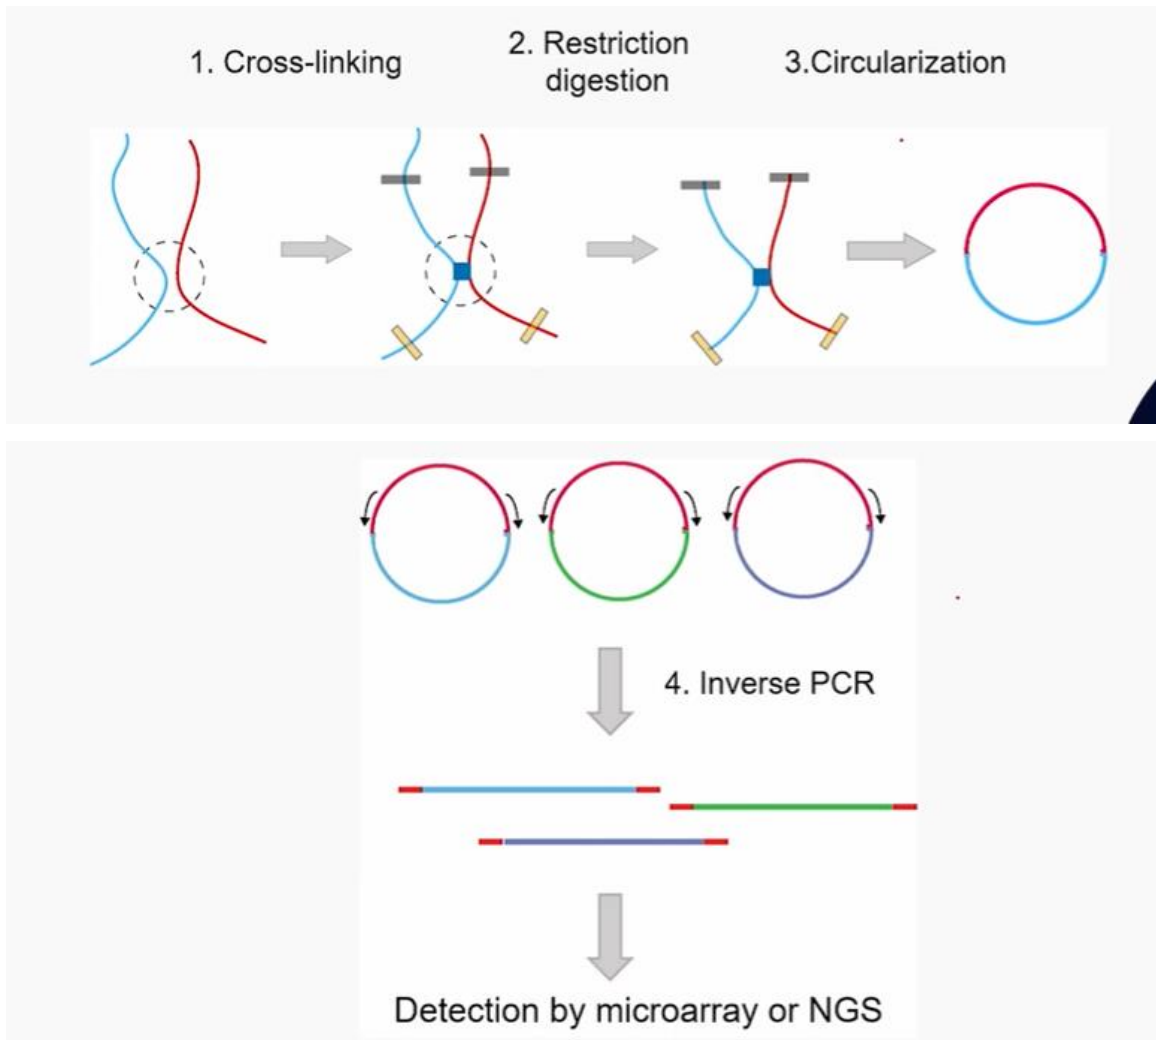 1. Cross-linking
2. Restriction
digestion
3.Circularization
4. Inverse PCR
Detection by microarray or NGS